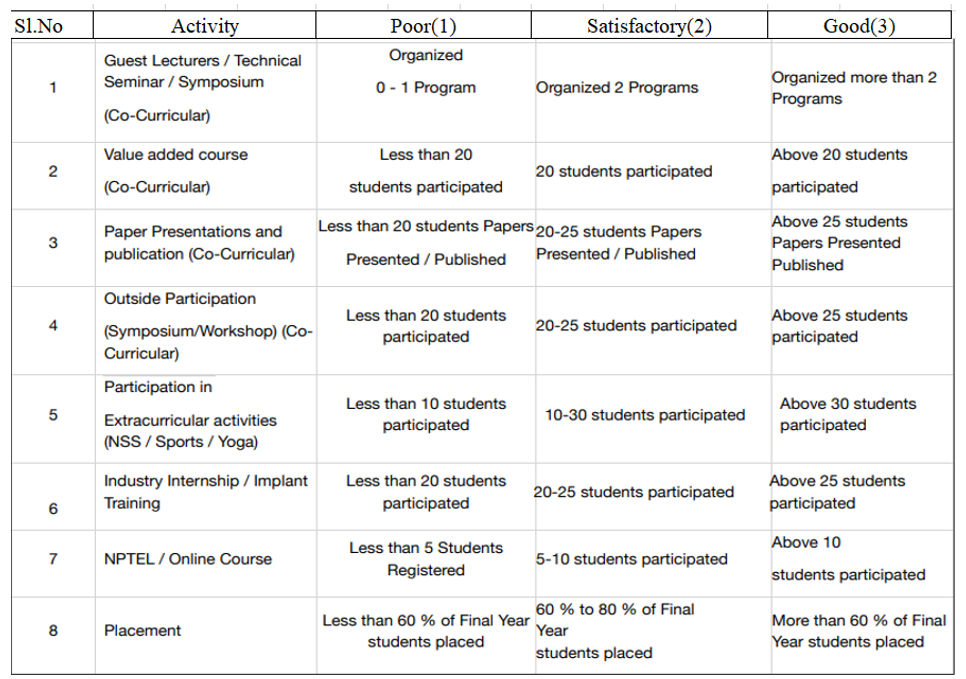 Sl.No Activity Poor(1) Satisfactory(2) Good(3)
1
Guest Lecturers / Technical
Seminar / Symposium
(Co-Curricular)
Organized
0 - 1 Program
Organized 2 Programs
Organized more than 2
Programs
2
Value added course
(Co-Curricular)
Less than 20
students participated
20 students participated
Above 20 students
participated
3
Paper Presentations and
publication (Co-Curricular)
Less than 20 students Papers
Presented / Published
20-25 students Papers
Presented / Published
Above 25 students
Papers Presented
Published
4
Outside Participation
(Symposium/Workshop) (Co-
Curricular)
Less than 20 students
participated
20-25 students participated
Above 25 students
participated
5
Participation in
Extracurricular activities
(NSS / Sports / Yoga)
Less than 10 students
participated
10-30 students participated
Above 30 students
participated
6
Industry Internship / Implant
Training
Less than 20 students
participated
20-25 students participated
Above 25 students
participated
7
NPTEL / Online Course
Less than 5 Students
Registered
5-10 students participated
Above 10
students participated
8
Placement
Less than 60 % of Final Year
students placed
60 % to 80 % of Final
Year
students placed
More than 60 % of Final
Year students placed